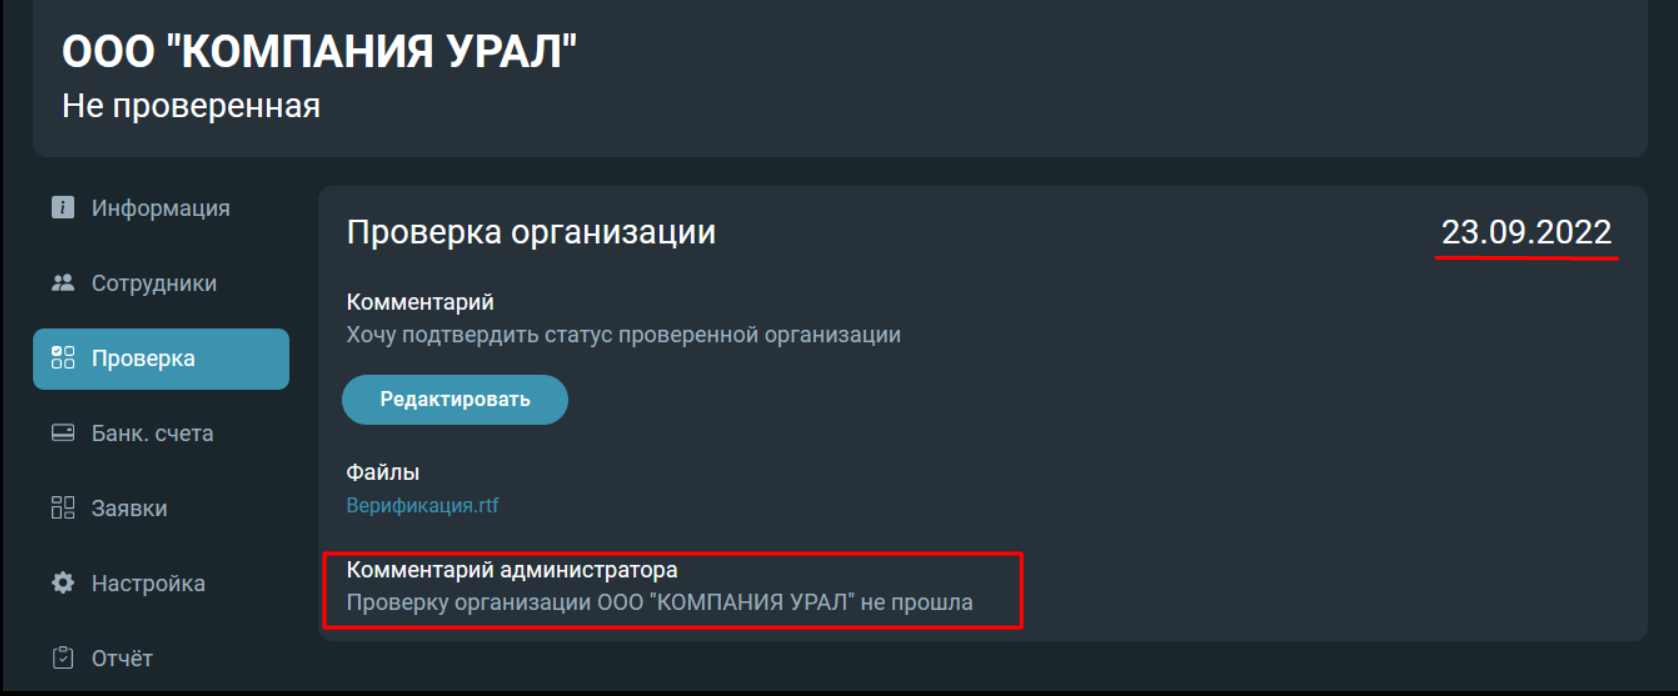 ООО "КОМПАНИЯ УРАЛ"
Не проверенная
Информация
Сотрудники
Проверка
Банк. счета
Заявки
Настройка
Отчёт
Проверка организации
23.09.2022
Комментарий
Хочу подтвердить статус проверенной организации
Редактировать
Файлы
Верификация.rtf
Комментарий администратора
Проверку организации ООО "КОМПАНИЯ УРАЛ" не прошла